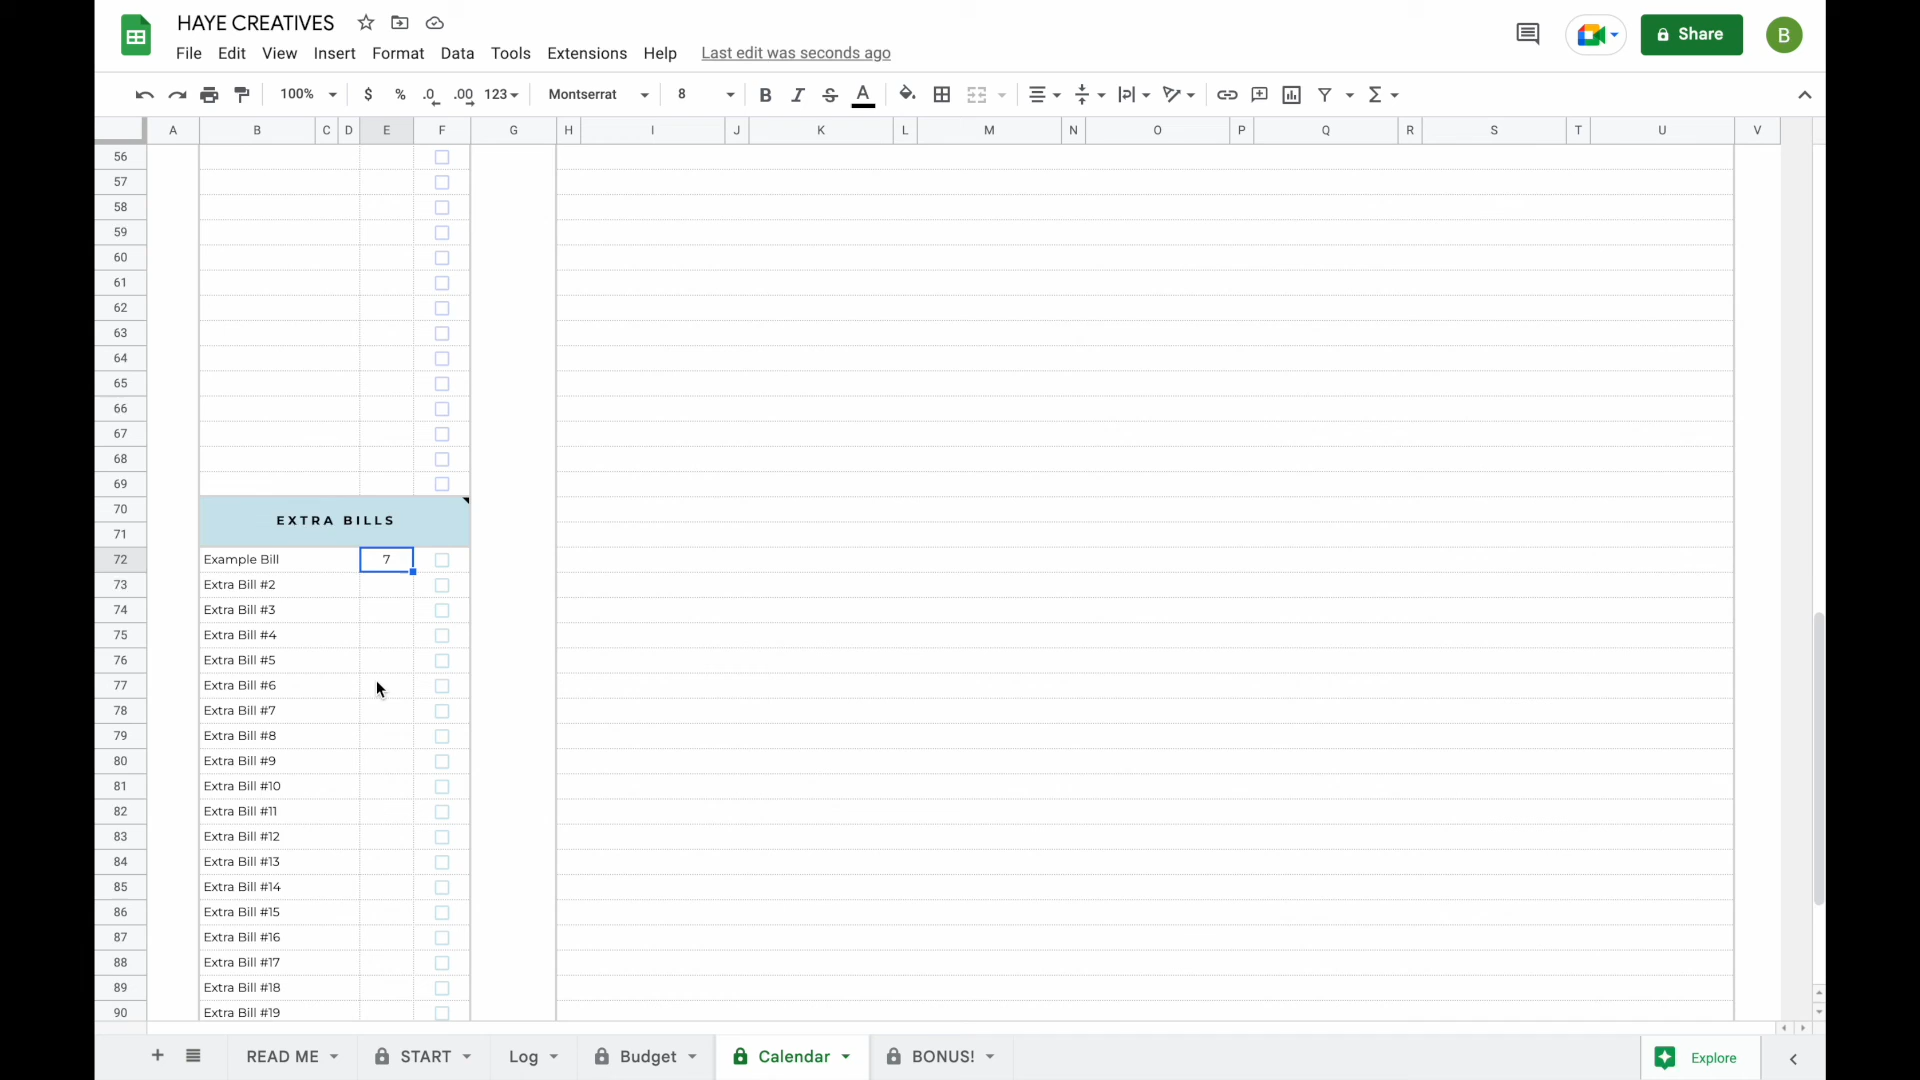 HAYE CREATIVES
File Edit View Insert Format Data Tools Extensions Help Last edit was seconds ago
Share
B
100% $ % .0 .00 123 Montserrat 8 B I S A
A B C D E F G H I J K L M N O P Q R S T U V
56
57
58
59
60
61
62
63
64
65
66
67
68
69
70
EXTRA BILLS
71
72 Example Bill 7
73 Extra Bill #2
74 Extra Bill #3
75 Extra Bill #4
76 Extra Bill #5
77 Extra Bill #6
78 Extra Bill #7
79 Extra Bill #8
80 Extra Bill #9
81 Extra Bill #10
82 Extra Bill #11
83 Extra Bill #12
84 Extra Bill #13
85 Extra Bill #14
86 Extra Bill #15
87 Extra Bill #16
88 Extra Bill #17
89 Extra Bill #18
90 Extra Bill #19
READ ME START Log Budget Calendar BONUS! Explore